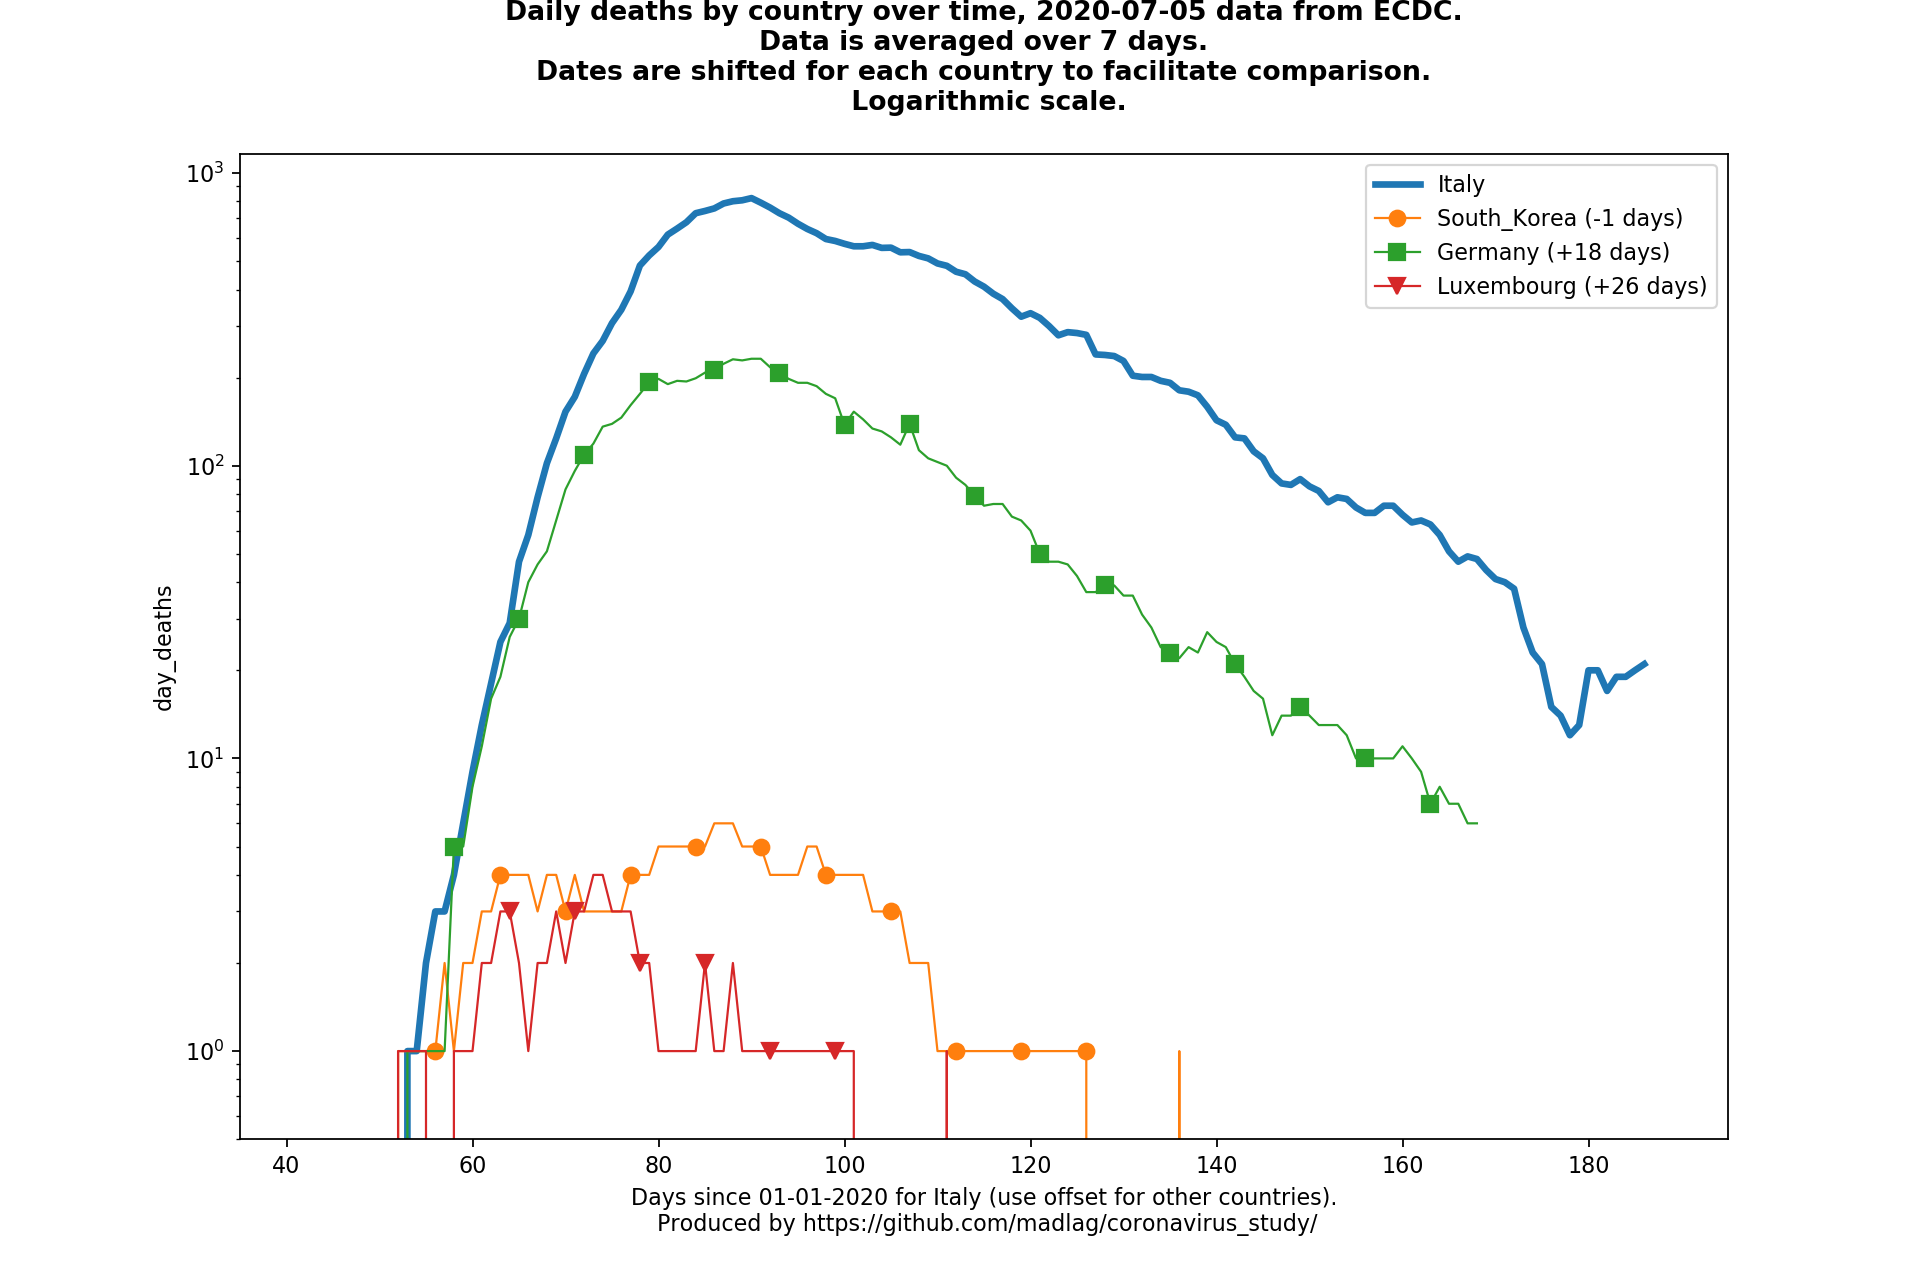 Daily deaths by country over time, 2020-07-05 data from ECDC.
Data is averaged over 7 days.
Dates are shifted for each country to facilitate comparison.
Logarithmic scale.
10³
10²
10¹
10⁰
day_deaths
Italy
South_Korea (-1 days)
Germany (+18 days)
Luxembourg (+26 days)
40 60 80 100 120 140 160 180
Days since 01-01-2020 for Italy (use offset for other countries).
Produced by https://github.com/madlag/coronavirus_study/